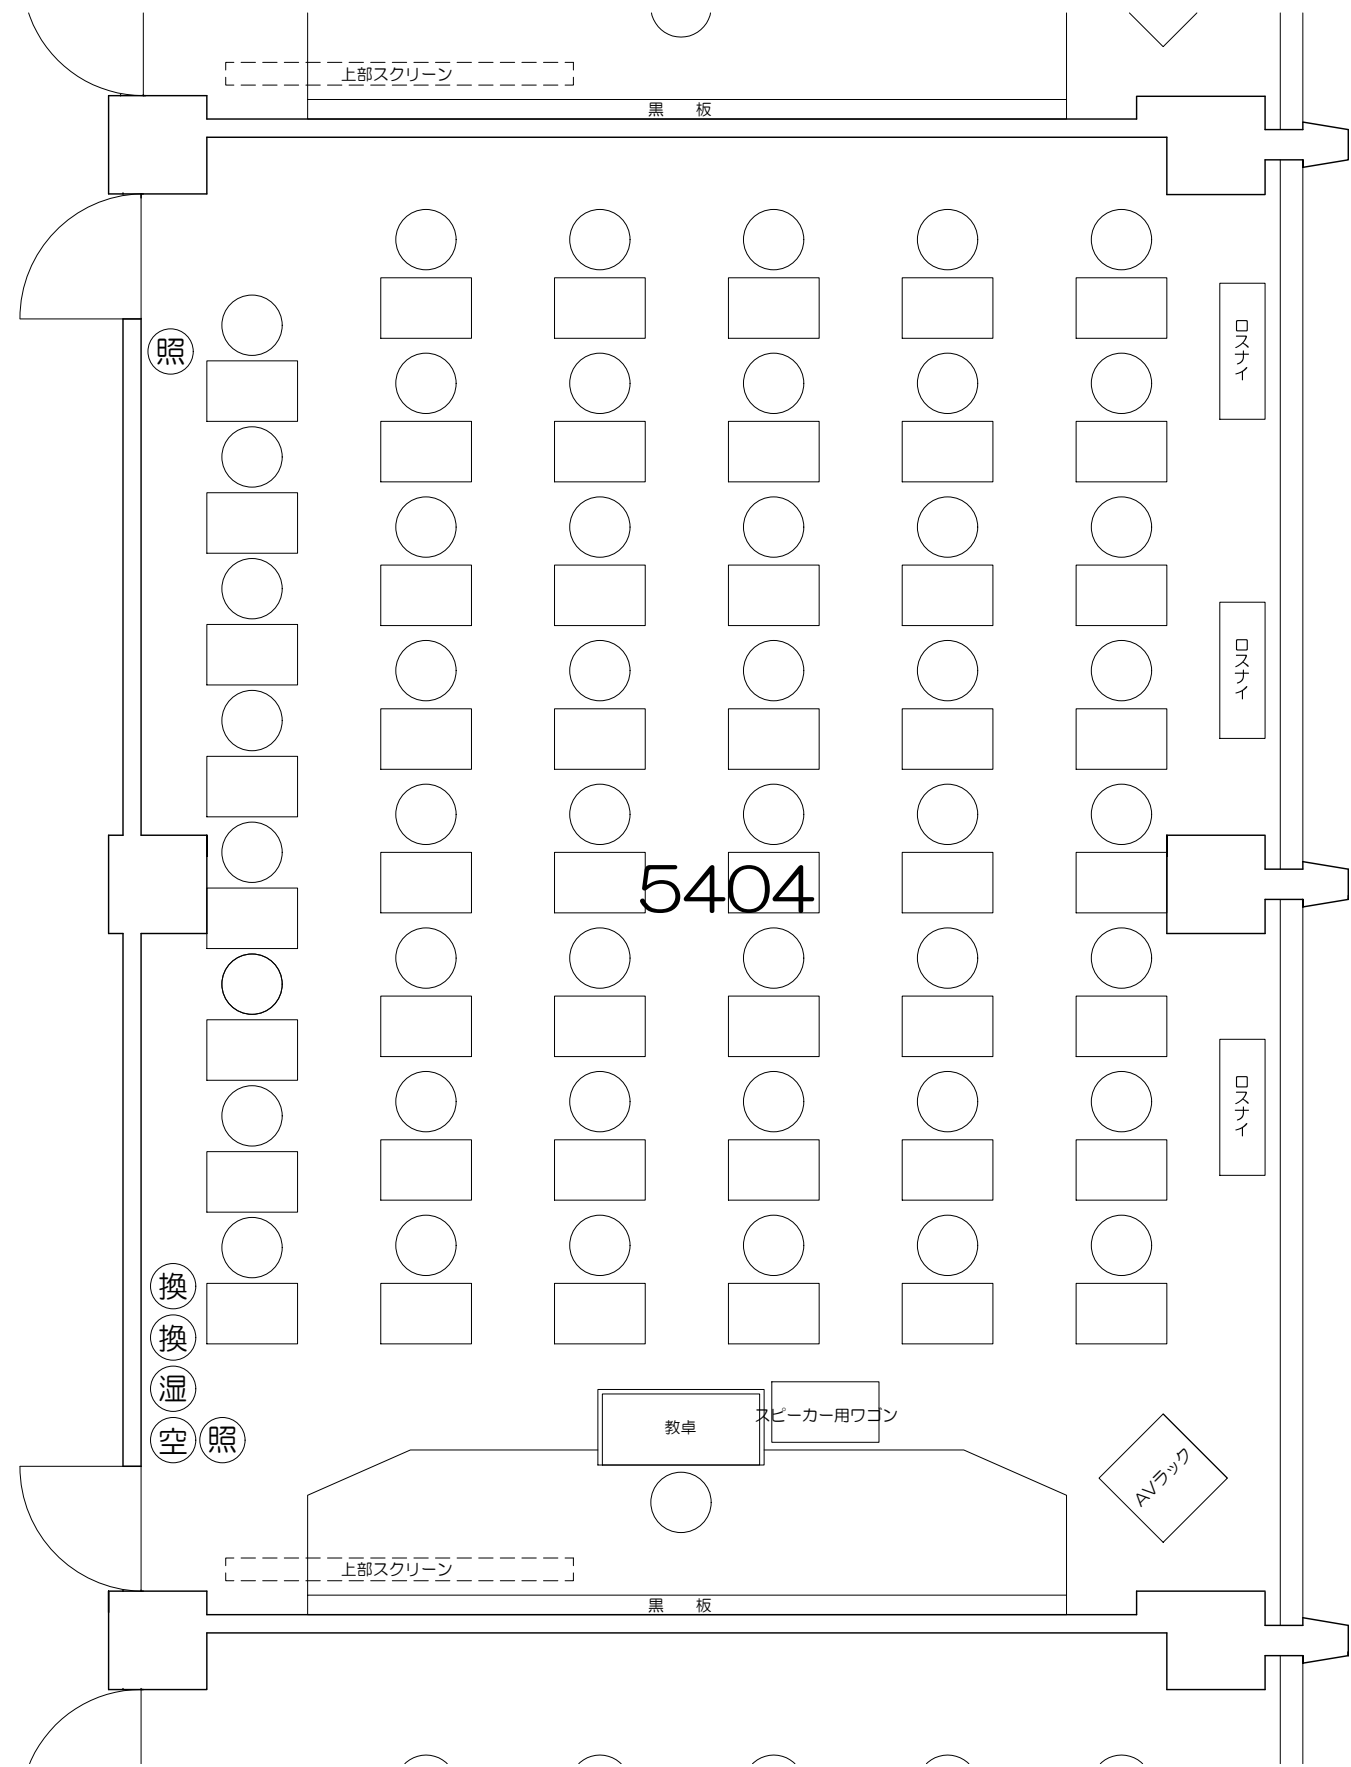 上部スクリーン
黒 板
照
ロスナイ
ロスナイ
5404
ロスナイ
換
換
湿
空
照
教卓
スピーカー用ワゴン
AVラック
上部スクリーン
黒 板